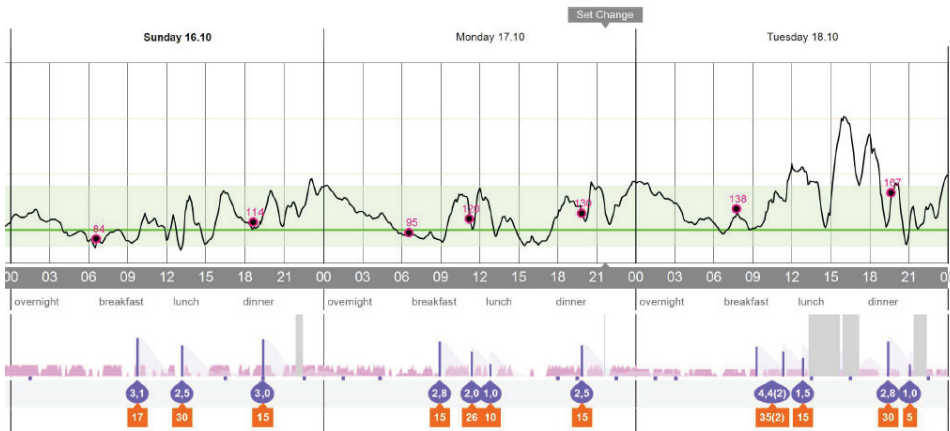 Set Change
Sunday 16.10 Monday 17.10 Tuesday 18.10
84 114 95 120 130 138 167
00 03 06 09 12 15 18 21 00 03 06 09 12 15 18 21 00 03 06 09 12 15 18 21
overnight breakfast lunch dinner overnight breakfast lunch dinner overnight breakfast lunch dinner
3,1 2,5 3,0 2,8 2,0 1,0 2,5 4,4(2) 1,5 2,8 1,0
17 30 15 15 26 10 15 35(2) 15 30 5